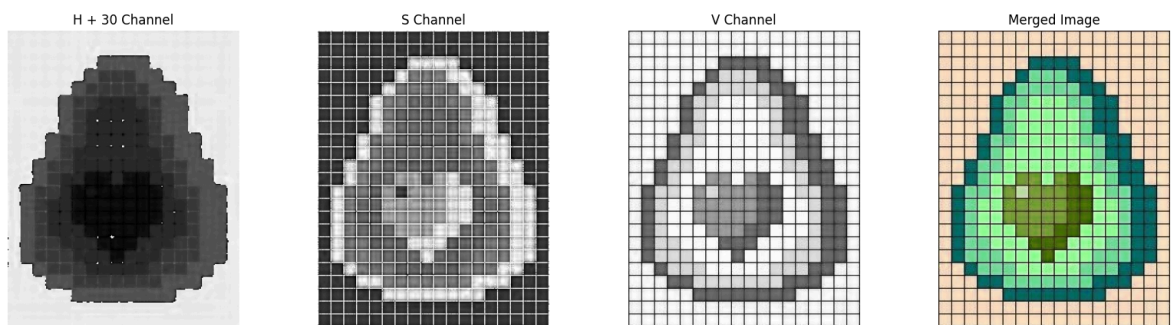 H + 30 Channel
S Channel
V Channel
Merged Image